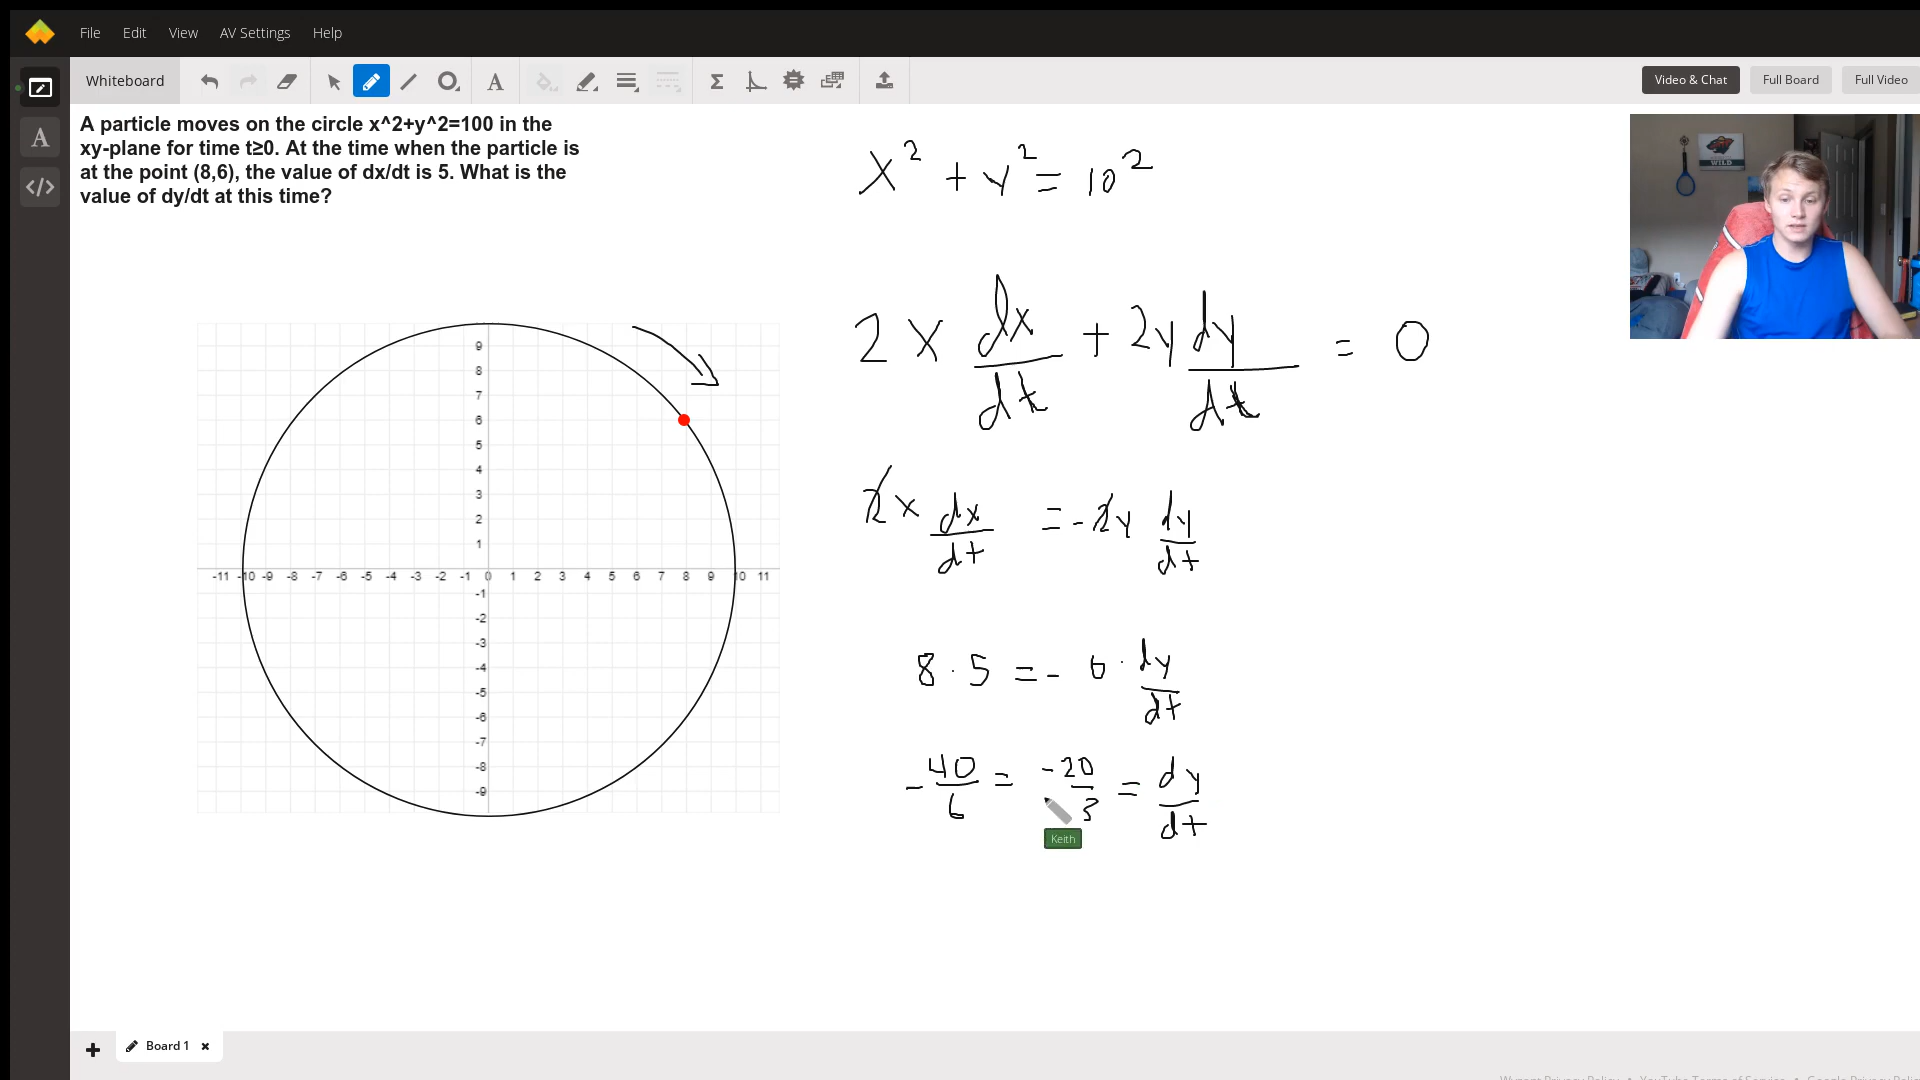 File Edit View AV Settings Help
Whiteboard A Σ Video & Chat Full Board Full Video
A
</>
A particle moves on the circle x^2+y^2=100 in the
xy-plane for time t≥0. At the time when the particle is
at the point (8,6), the value of dx/dt is 5. What is the
value of dy/dt at this time?
WILD
9
8
7
6
5
4
3
2
1
-11 -10 -9 -8 -7 -6 -5 -4 -3 -2 -1 0 1 2 3 4 5 6 7 8 9 10 11
-1
-2
-3
-4
-5
-6
-7
-8
-9
x² + y² = 10²
2x dx/dt + 2y dy/dt = 0
2x dx/dt = -2y dy/dt
8 · 5 = - 6 · dy/dt
-40/6 = -20/3 = dy/dt
Keith
+ Board 1 ×